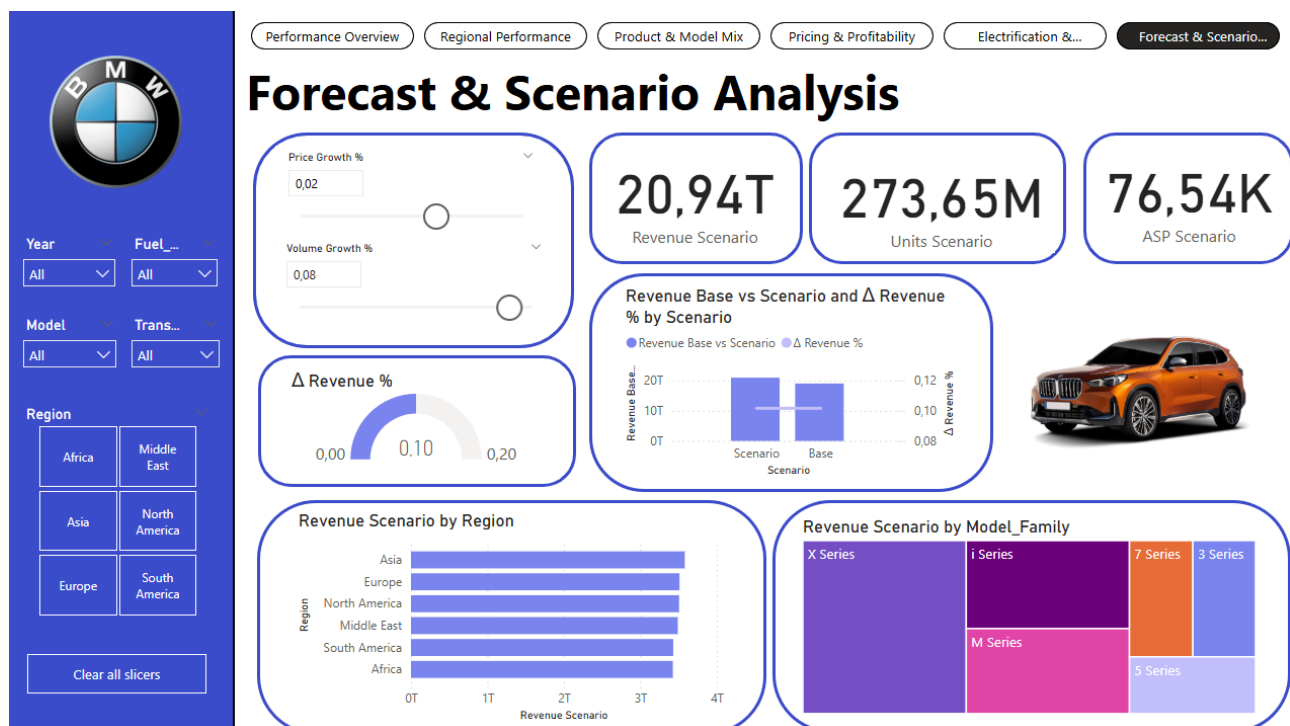 BMW
Performance Overview
Regional Performance
Product & Model Mix
Pricing & Profitability
Electrification &...
Forecast & Scenario...
Forecast & Scenario Analysis
Year
Fuel_...
All
All
Model
Trans...
All
All
Region
Africa
Middle
East
Asia
North
America
Europe
South
America
Clear all slicers
Price Growth %
0,02
Volume Growth %
0,08
20,94T
Revenue Scenario
273,65M
Units Scenario
76,54K
ASP Scenario
Δ Revenue %
0,00
0,10
0,20
Revenue Base vs Scenario and Δ Revenue
% by Scenario
Revenue Base vs Scenario
Δ Revenue %
Revenue Base...
20T
10T
0T
0,12
0,10
0,08
Δ Revenue %
Scenario
Base
Scenario
Revenue Scenario by Region
Region
Asia
Europe
North America
Middle East
South America
Africa
0T
1T
2T
3T
4T
Revenue Scenario
Revenue Scenario by Model_Family
X Series
i Series
M Series
7 Series
3 Series
5 Series